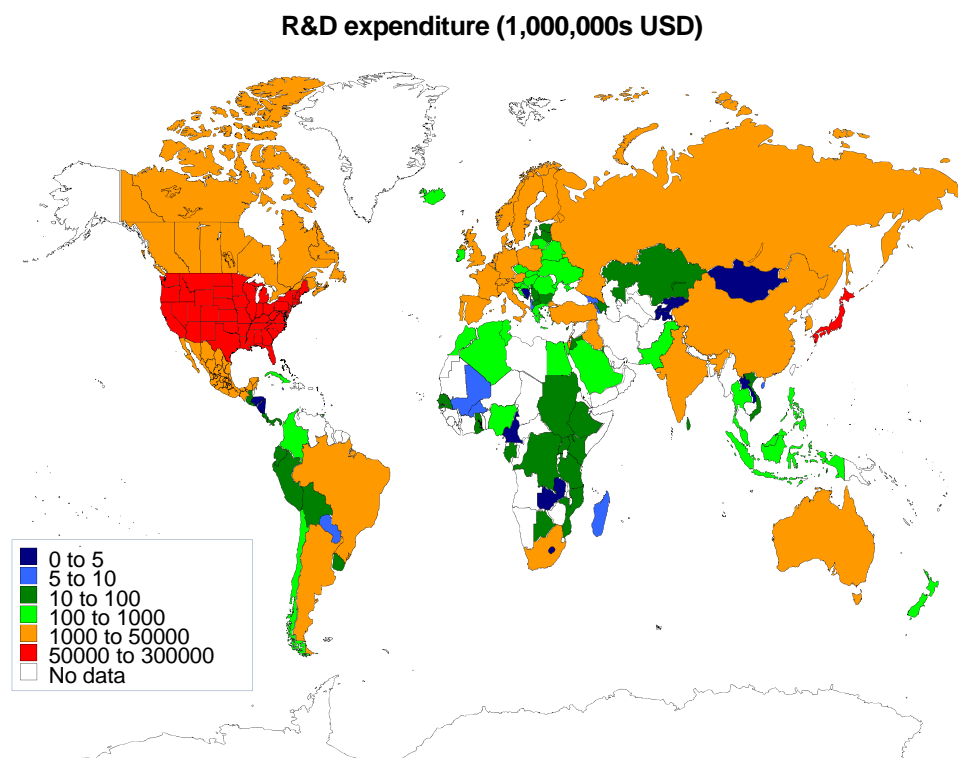 R&D expenditure (1,000,000s USD)
0 to 5
5 to 10
10 to 100
100 to 1000
1000 to 50000
50000 to 300000
No data